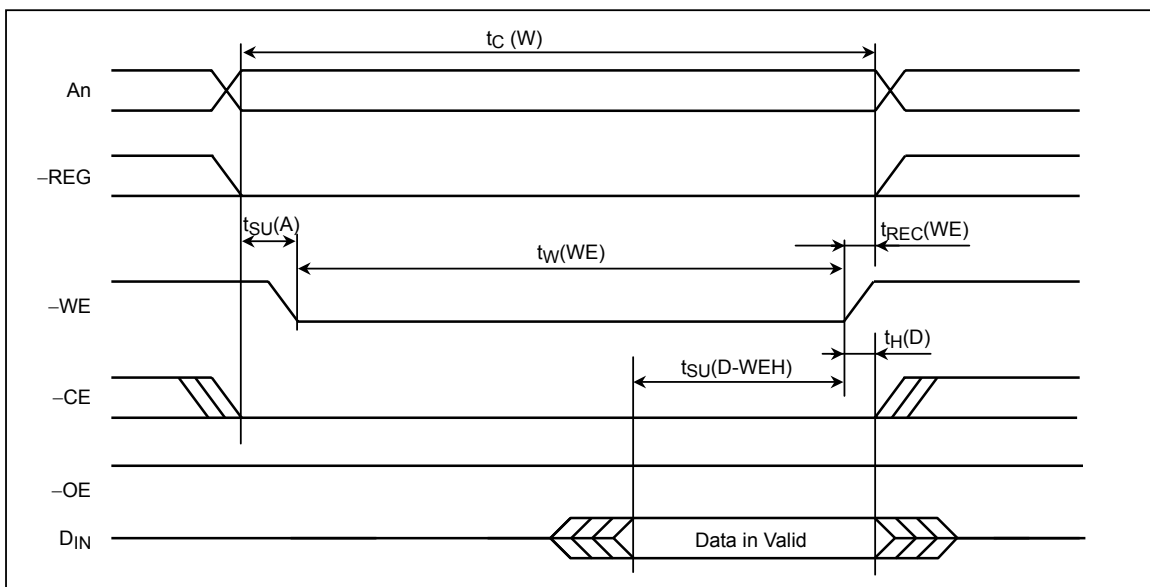 tC (W)
An
–REG
tSU(A)
tREC(WE)
tW(WE)
–WE
tH(D)
tSU(D-WEH)
–CE
–OE
DIN
Data in Valid